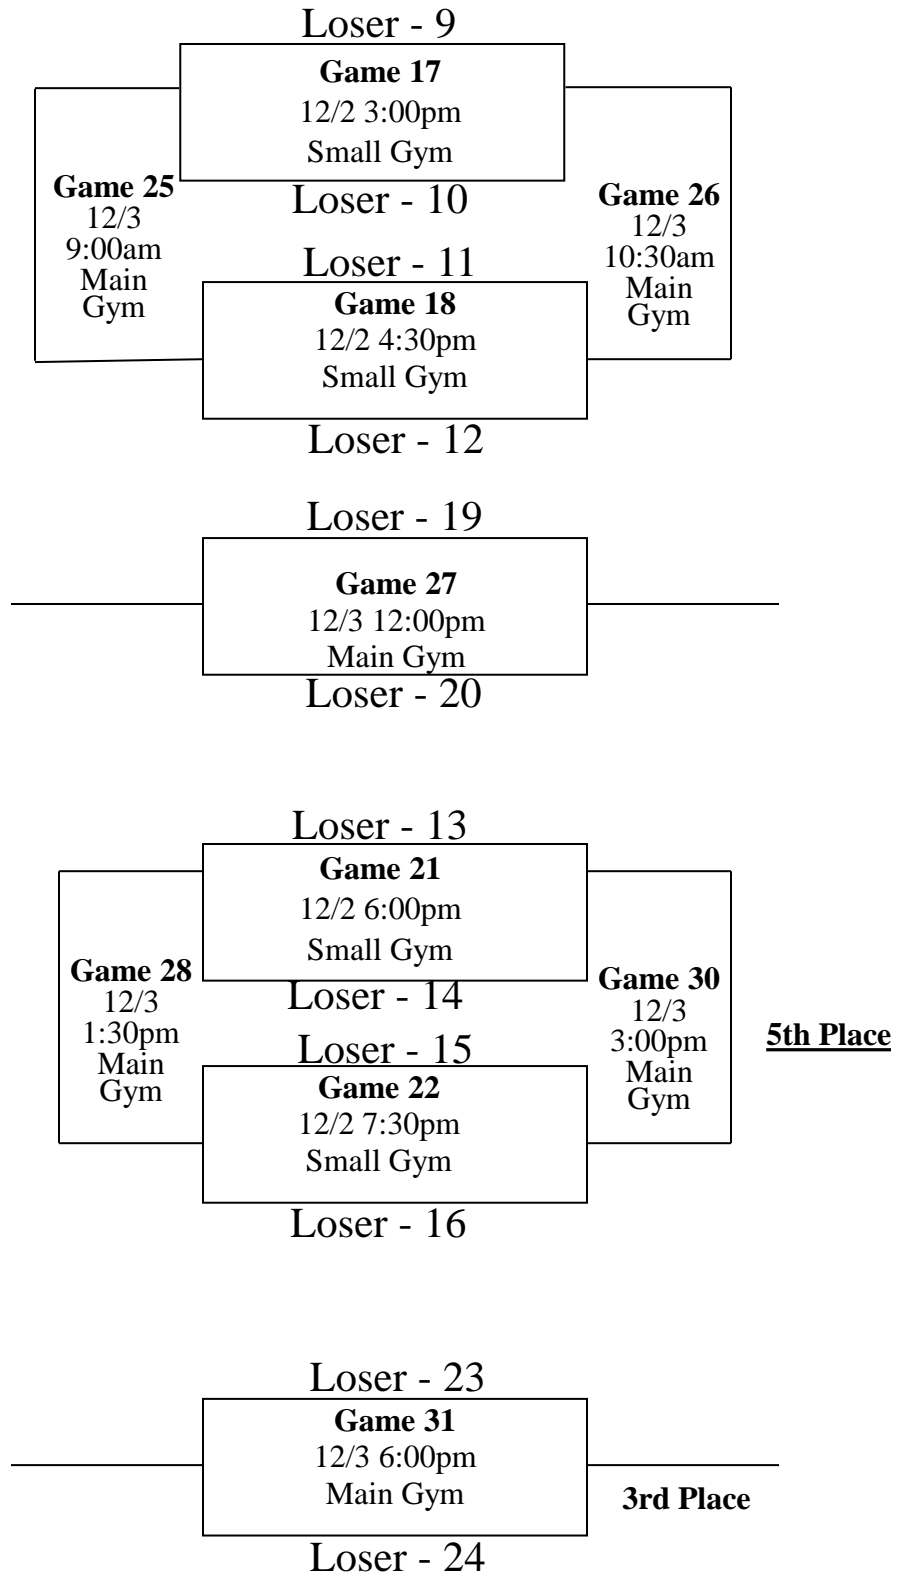 Loser - 9
Game 17
12/2 3:00pm
Small Gym
Loser - 10
Game 25
12/3
9:00am
Main
Gym
Game 26
12/3
10:30am
Main
Gym
Loser - 11
Game 18
12/2 4:30pm
Small Gym
Loser - 12
Loser - 19
Game 27
12/3 12:00pm
Main Gym
Loser - 20
Loser - 13
Game 21
12/2 6:00pm
Small Gym
Loser - 14
Game 28
12/3
1:30pm
Main
Gym
Game 30
12/3
3:00pm
Main
Gym
5th Place
Loser - 15
Game 22
12/2 7:30pm
Small Gym
Loser - 16
Loser - 23
Game 31
12/3 6:00pm
Main Gym
3rd Place
Loser - 24